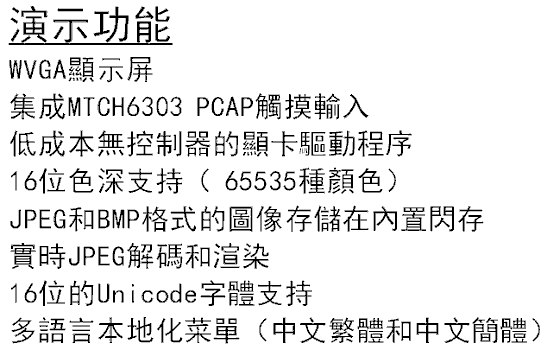 演示功能
WVGA顯示屏
集成MTCH6303 PCAP觸摸輸入
低成本無控制器的顯卡驅動程序
16位色深支持（ 65535種顏色）
JPEG和BMP格式的圖像存儲在內置閃存
實時JPEG解碼和渲染
16位的Unicode字體支持
多語言本地化菜單（中文繁體和中文簡體）